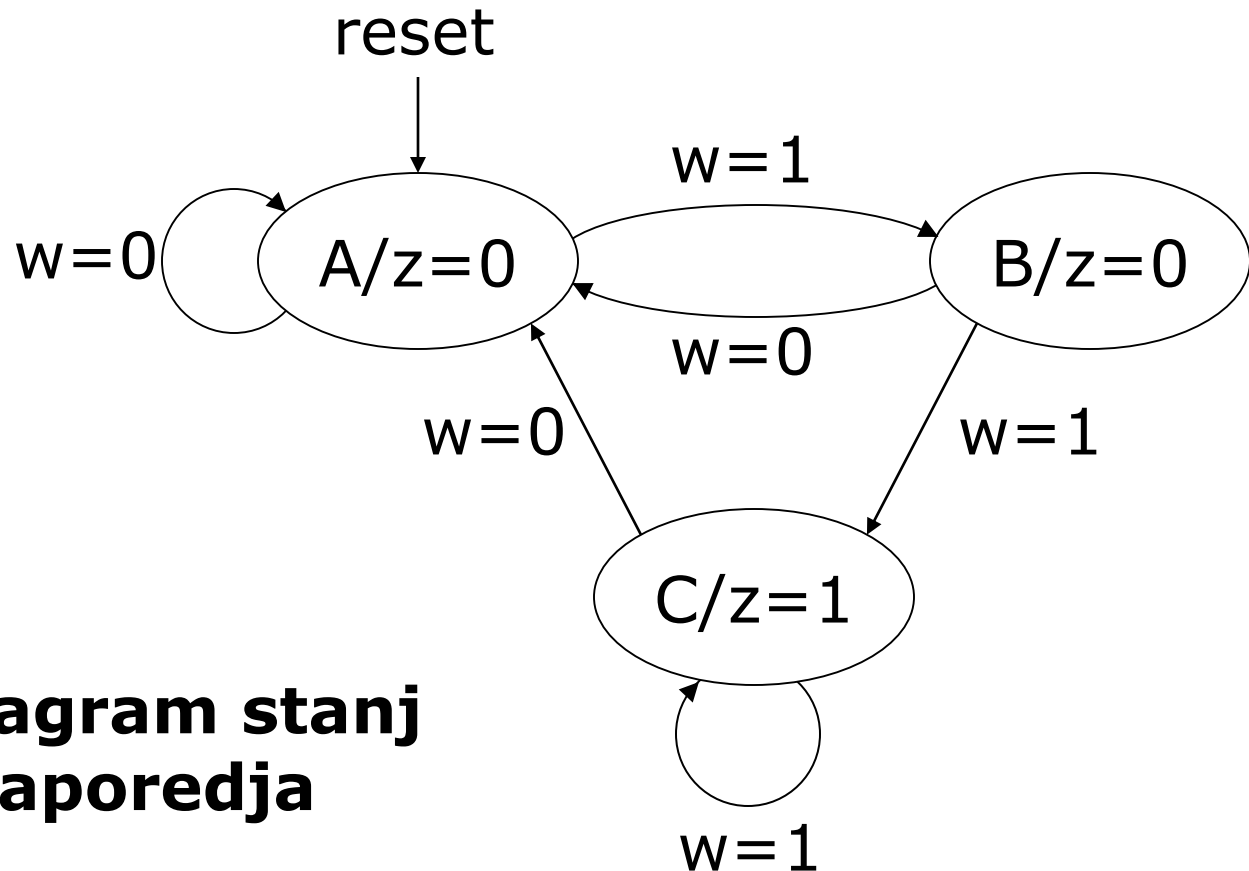 reset
w=1
w=0
A/z=0
B/z=0
w=0
w=0
w=1
C/z=1
agram stanj
aporedja
w=1